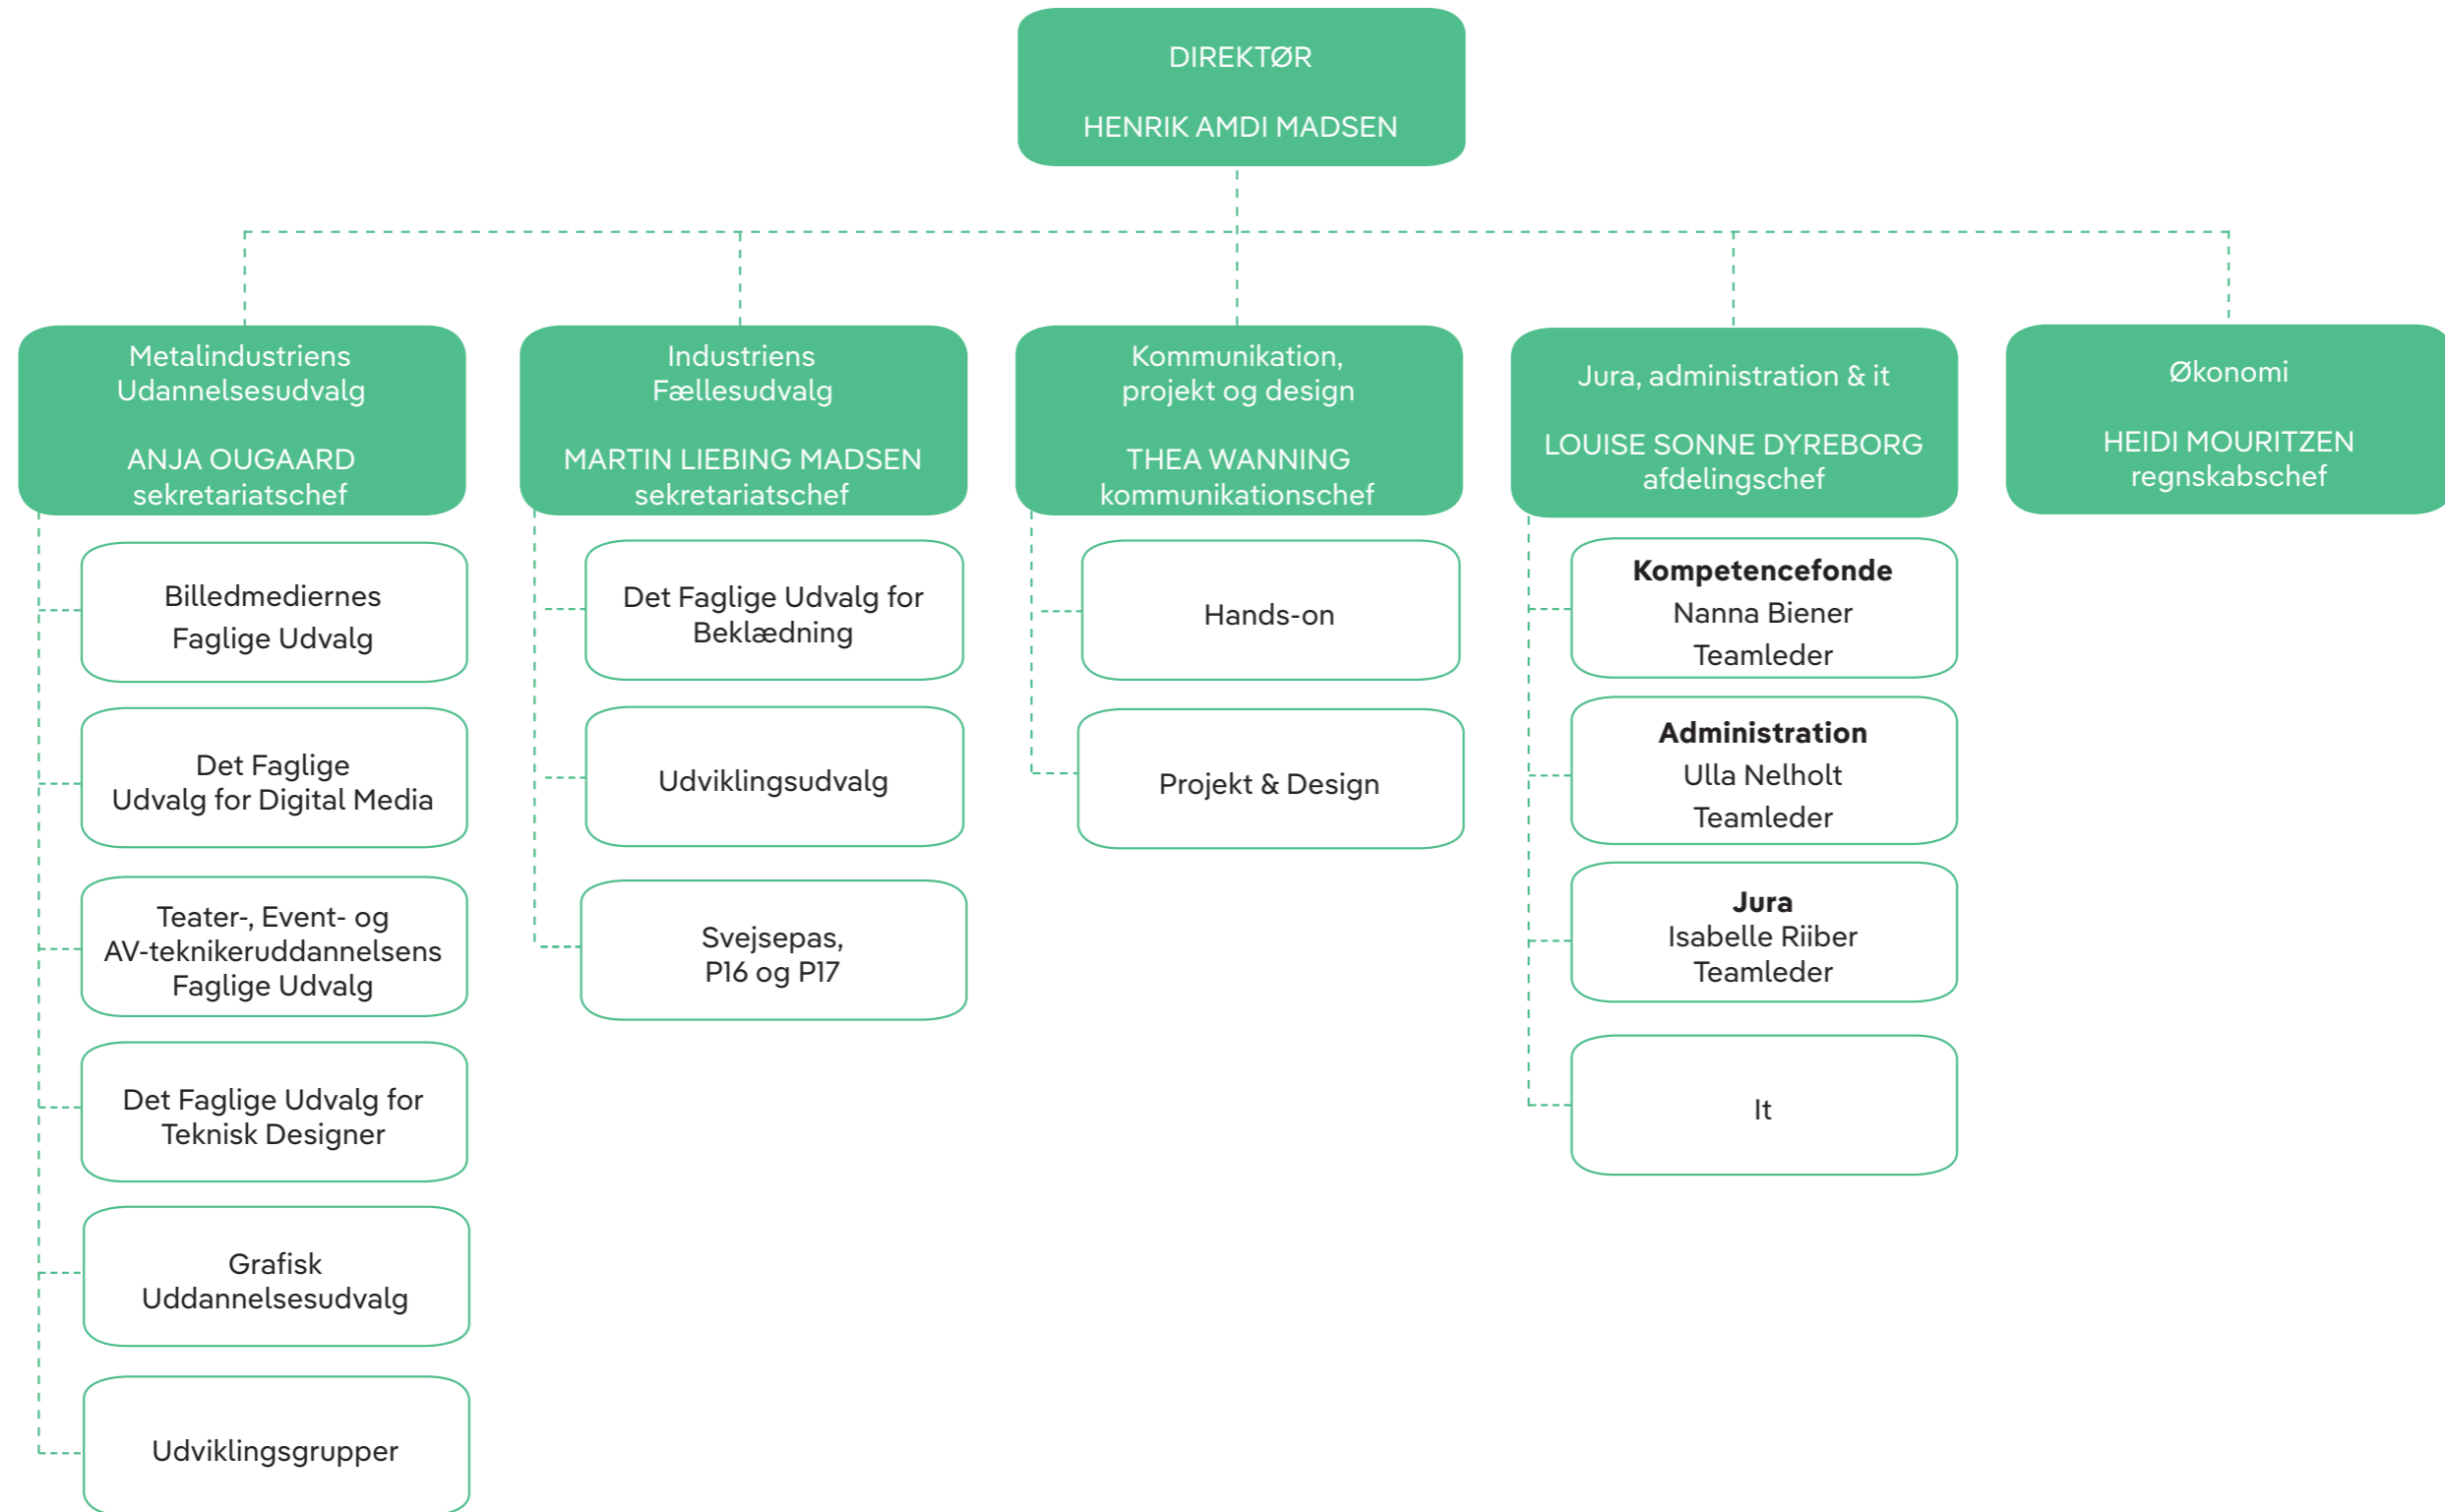 DIREKTØR
HENRIK AMDI MADSEN
Metalindustriens
Udannelsesudvalg
ANJA OUGAARD
sekretariatschef
Industriens
Fællesudvalg
MARTIN LIEBING MADSEN
sekretariatschef
Kommunikation,
projekt og design
THEA WANNING
kommunikationschef
Jura, administration & it
LOUISE SONNE DYREBORG
afdelingschef
Økonomi
HEIDI MOURITZEN
regnskabschef
Billedmediernes
Faglige Udvalg
Det Faglige
Udvalg for Digital Media
Teater-, Event- og
AV-teknikeruddannelsens
Faglige Udvalg
Det Faglige Udvalg for
Teknisk Designer
Grafisk
Uddannelsesudvalg
Udviklingsgrupper
Det Faglige Udvalg for
Beklædning
Udviklingsudvalg
Svejsepas,
P16 og P17
Hands-on
Projekt & Design
Kompetencefonde
Nanna Biener
Teamleder
Administration
Ulla Nelholt
Teamleder
Jura
Isabelle Riiber
Teamleder
It